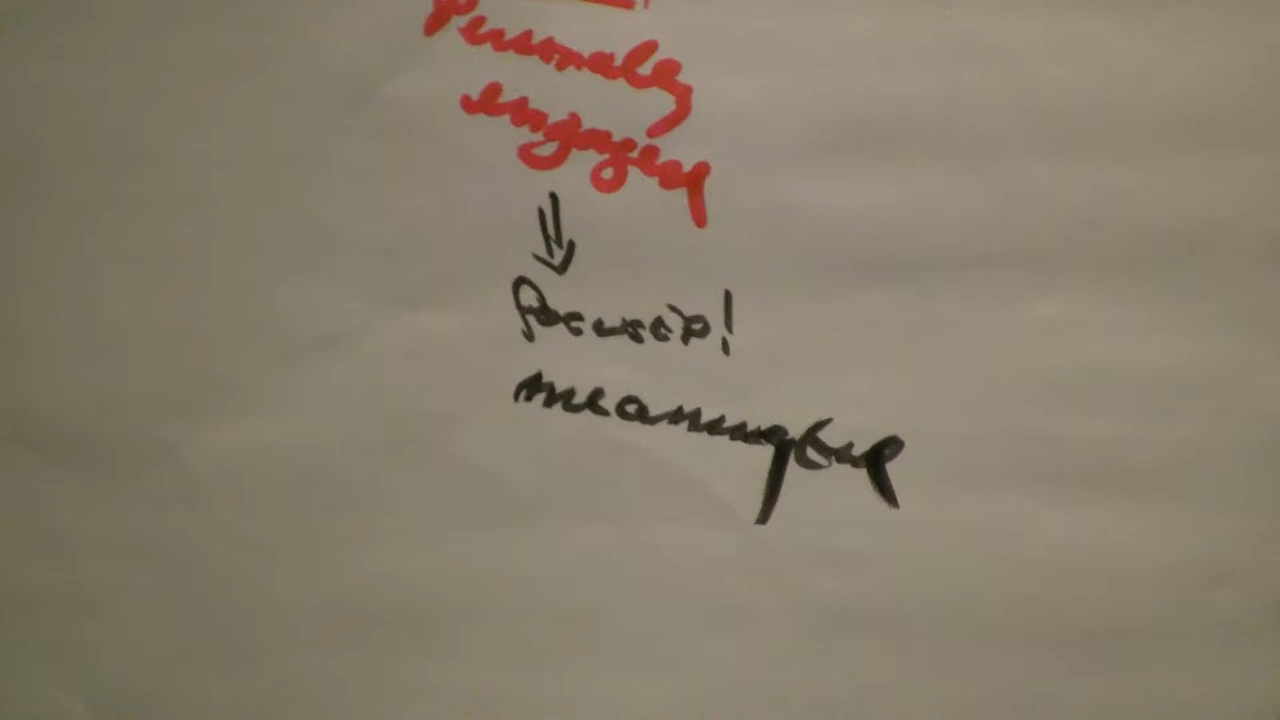 Personally
engaged
⇓
focused!
meaningful